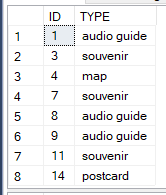 ID TYPE
1 1 audio guide
2 3 souvenir
3 4 map
4 7 souvenir
5 8 audio guide
6 9 audio guide
7 11 souvenir
8 14 postcard